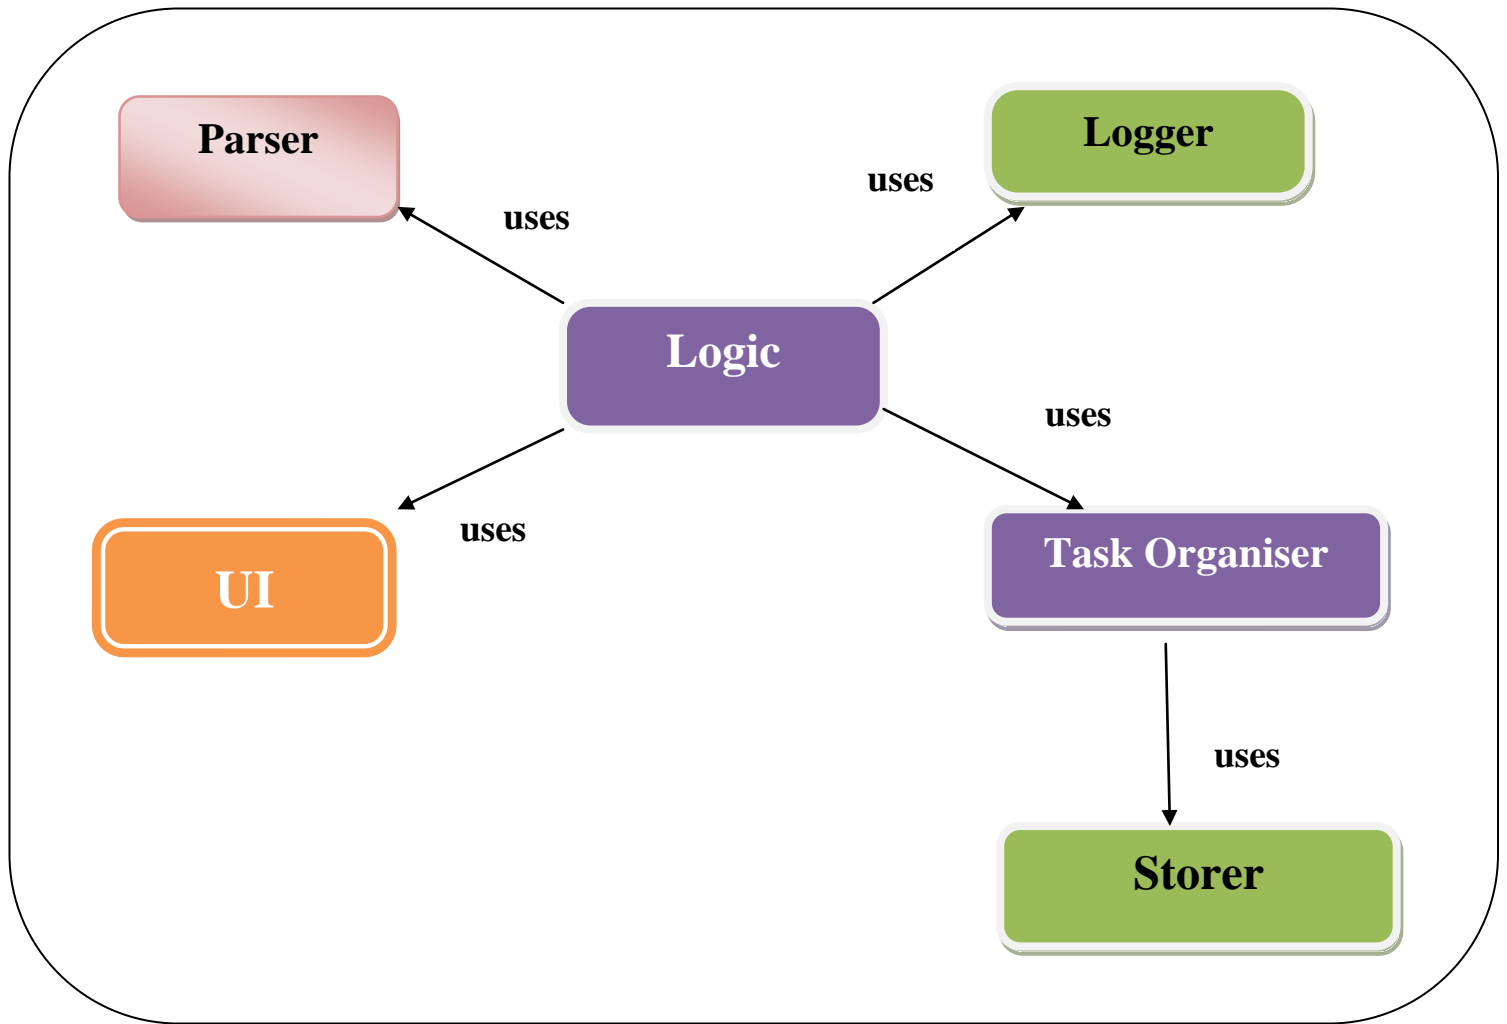 Parser
Logger
uses
uses
Logic
uses
uses
UI
Task Organiser
uses
Storer